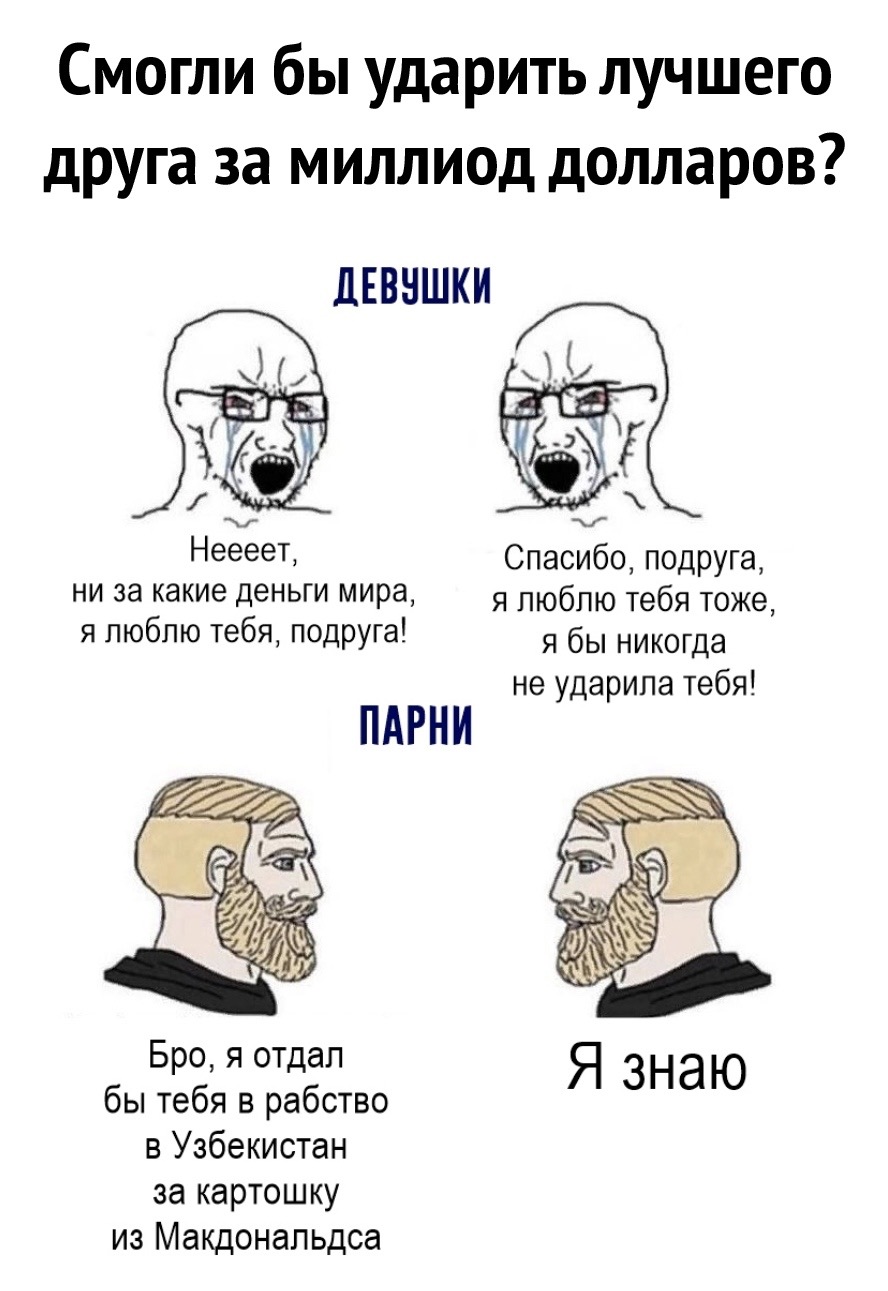 Смогли бы ударить лучшего
друга за миллиод долларов?
ДЕВУШКИ
Неееет,
ни за какие деньги мира,
я люблю тебя, подруга!
Спасибо, подруга,
я люблю тебя тоже,
я бы никогда
не ударила тебя!
ПАРНИ
Бро, я отдал
бы тебя в рабство
в Узбекистан
за картошку
из Макдональдса
Я знаю